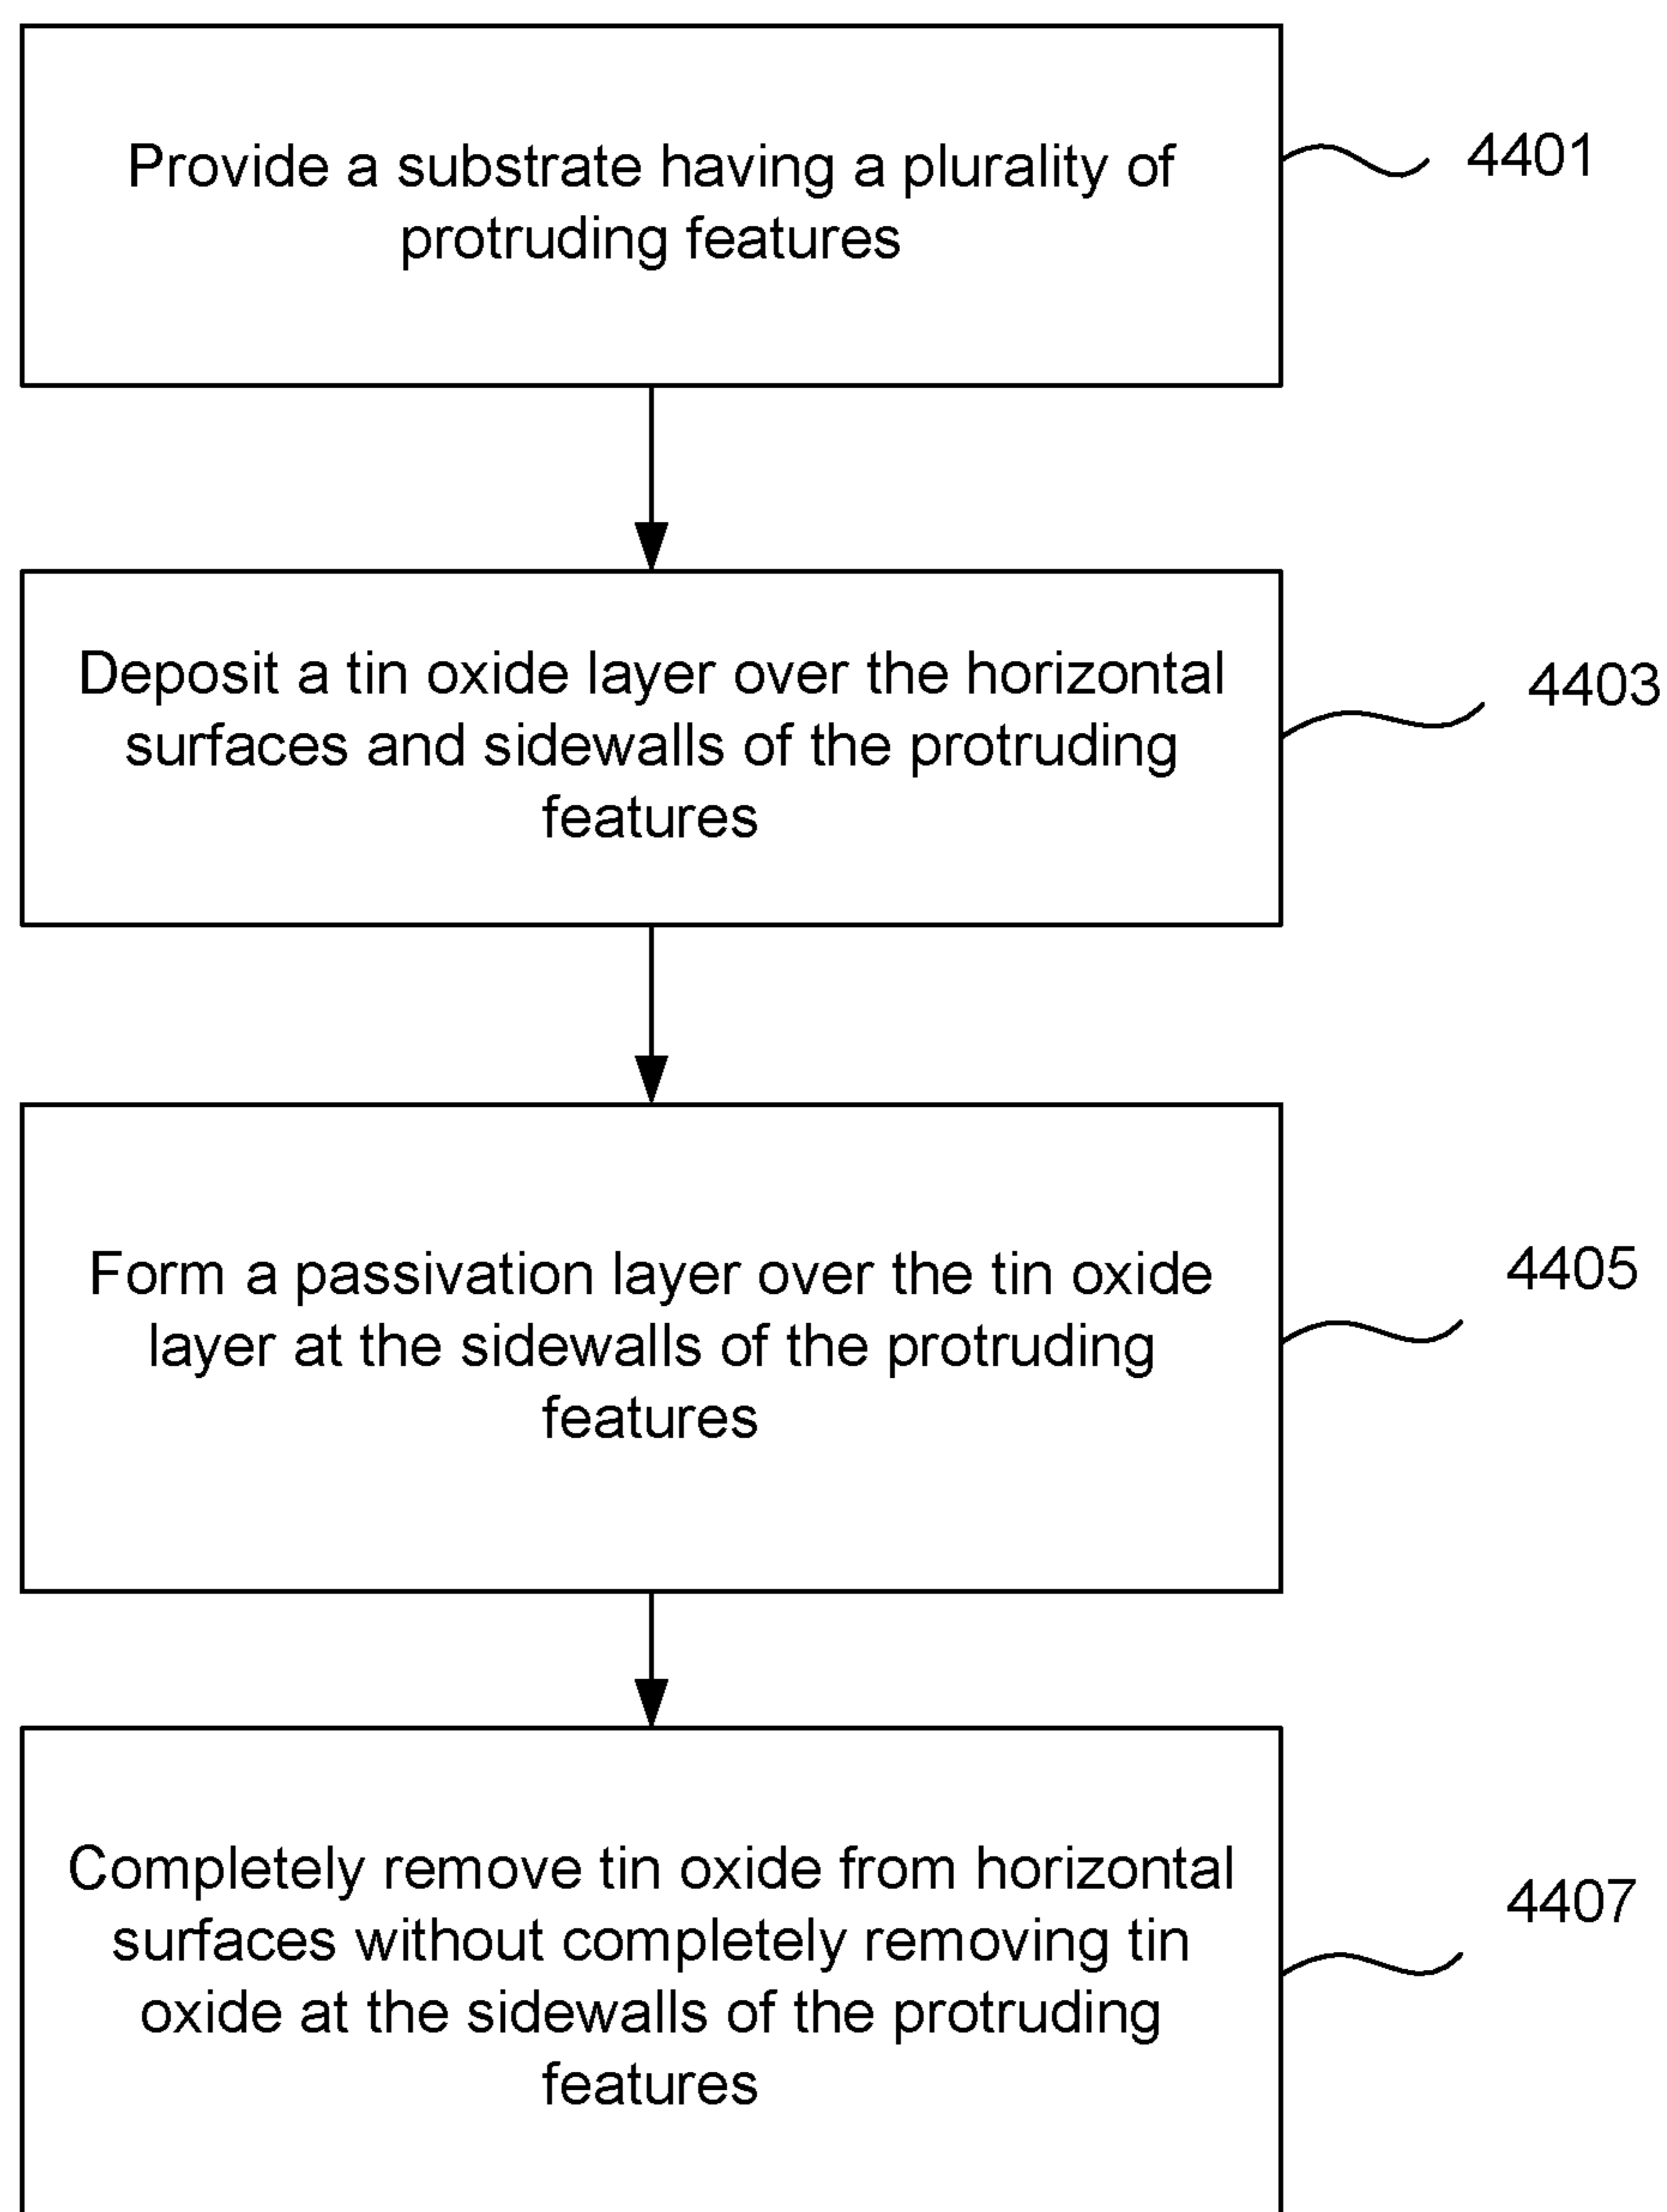 Provide a substrate having a plurality of
protruding features
4401
Deposit a tin oxide layer over the horizontal
surfaces and sidewalls of the protruding
features
4403
Form a passivation layer over the tin oxide
layer at the sidewalls of the protruding
features
4405
Completely remove tin oxide from horizontal
surfaces without completely removing tin
oxide at the sidewalls of the protruding
features
4407